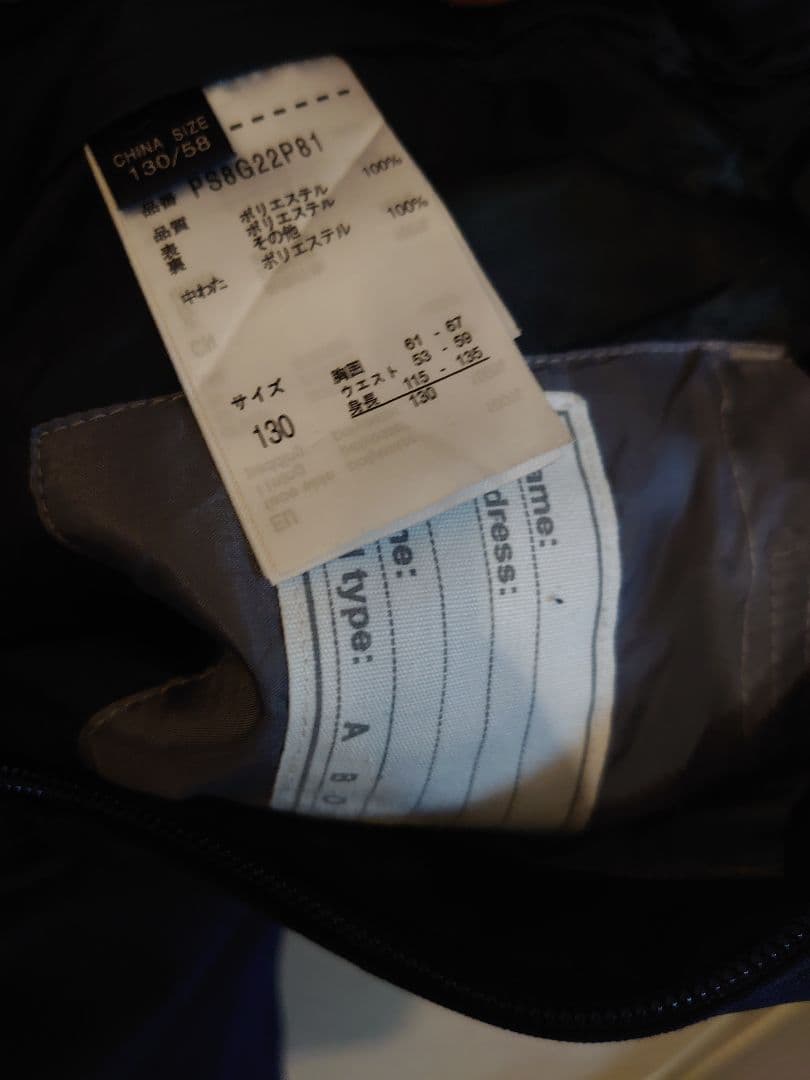 CHINA SIZE
130/58
品番 PS8G22P81
品質
表 ポリエステル 100%
裏 ポリエステル
その他
中わた ポリエステル 100%
サイズ
130
胸囲 61 - 67
ウエスト 53 - 59
身長 115 - 135
130
ame:
dress:
ne:
type: A B O